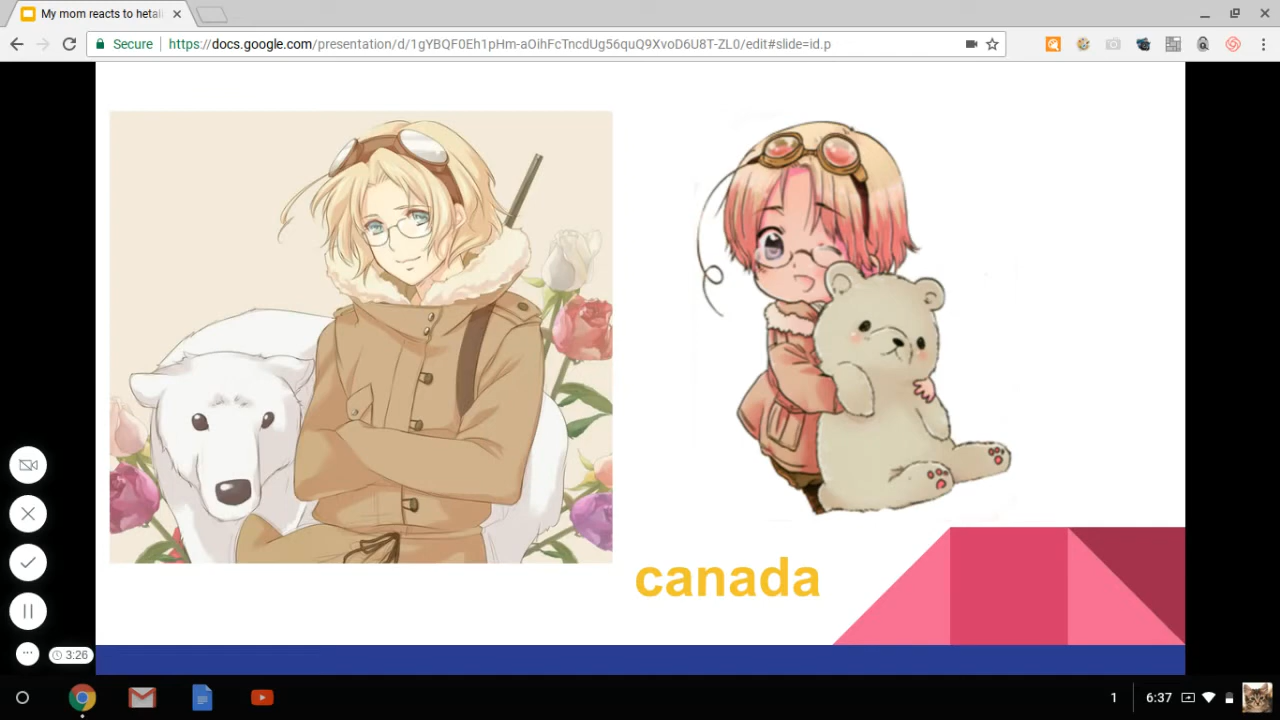 My mom reacts to hetali
Secure
https://docs.google.com/presentation/d/1gYBQF0Eh1pHm-aOihFcTncdUg56quQ9XvoD6U8T-ZL0/edit#slide=id.p
canada
3:26
1
6:37